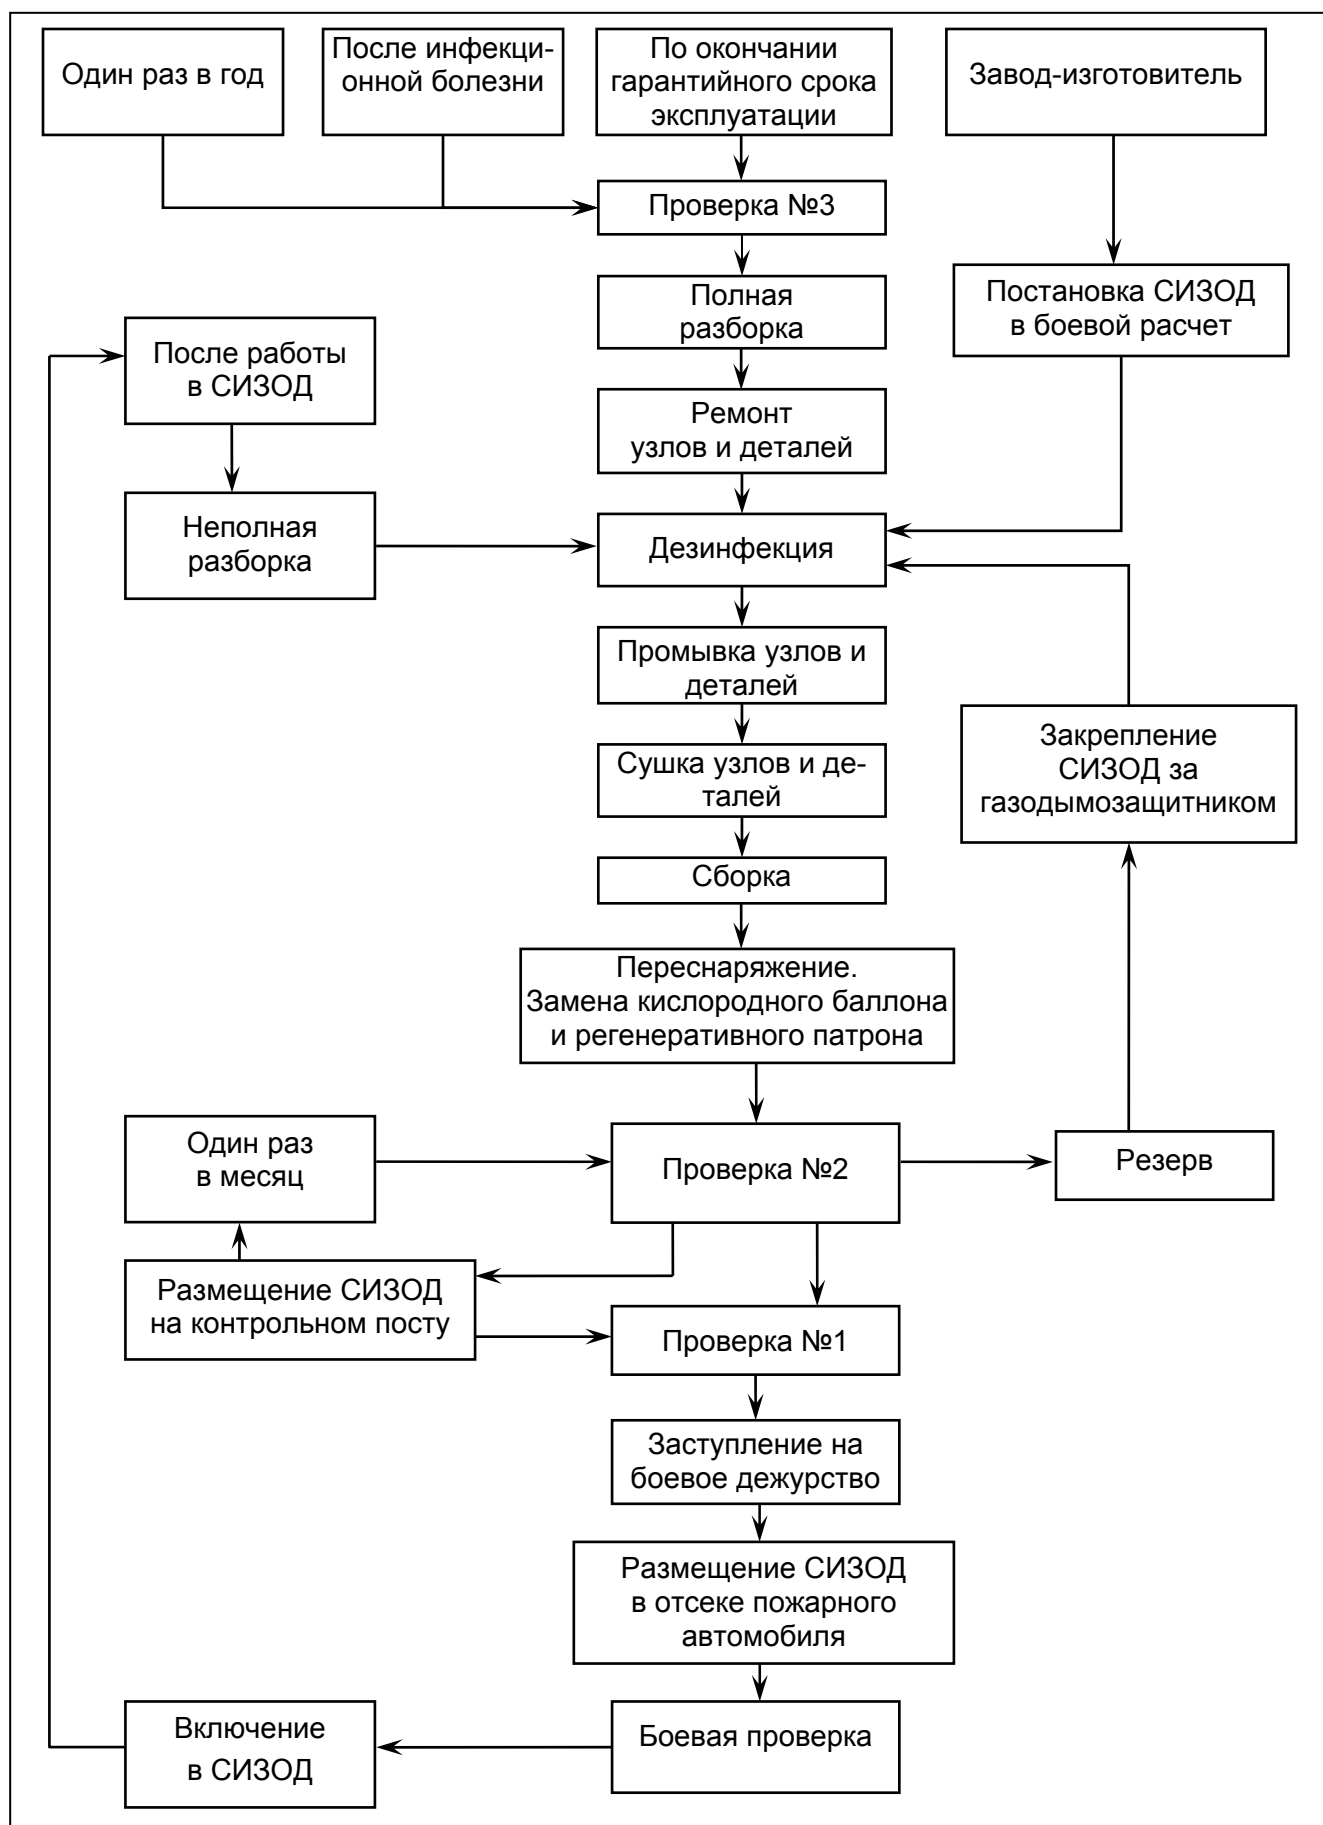 Один раз в год
После инфекци-
онной болезни
По окончании
гарантийного срока
эксплуатации
Завод-изготовитель
Проверка №3
Полная
разборка
Постановка СИЗОД
в боевой расчет
После работы
в СИЗОД
Ремонт
узлов и деталей
Неполная
разборка
Дезинфекция
Промывка узлов и
деталей
Закрепление
СИЗОД за
газодымозащитником
Сушка узлов и де-
талей
Сборка
Переснаряжение.
Замена кислородного баллона
и регенеративного патрона
Один раз
в месяц
Проверка №2
Резерв
Размещение СИЗОД
на контрольном посту
Проверка №1
Заступление на
боевое дежурство
Размещение СИЗОД
в отсеке пожарного
автомобиля
Включение
в СИЗОД
Боевая проверка